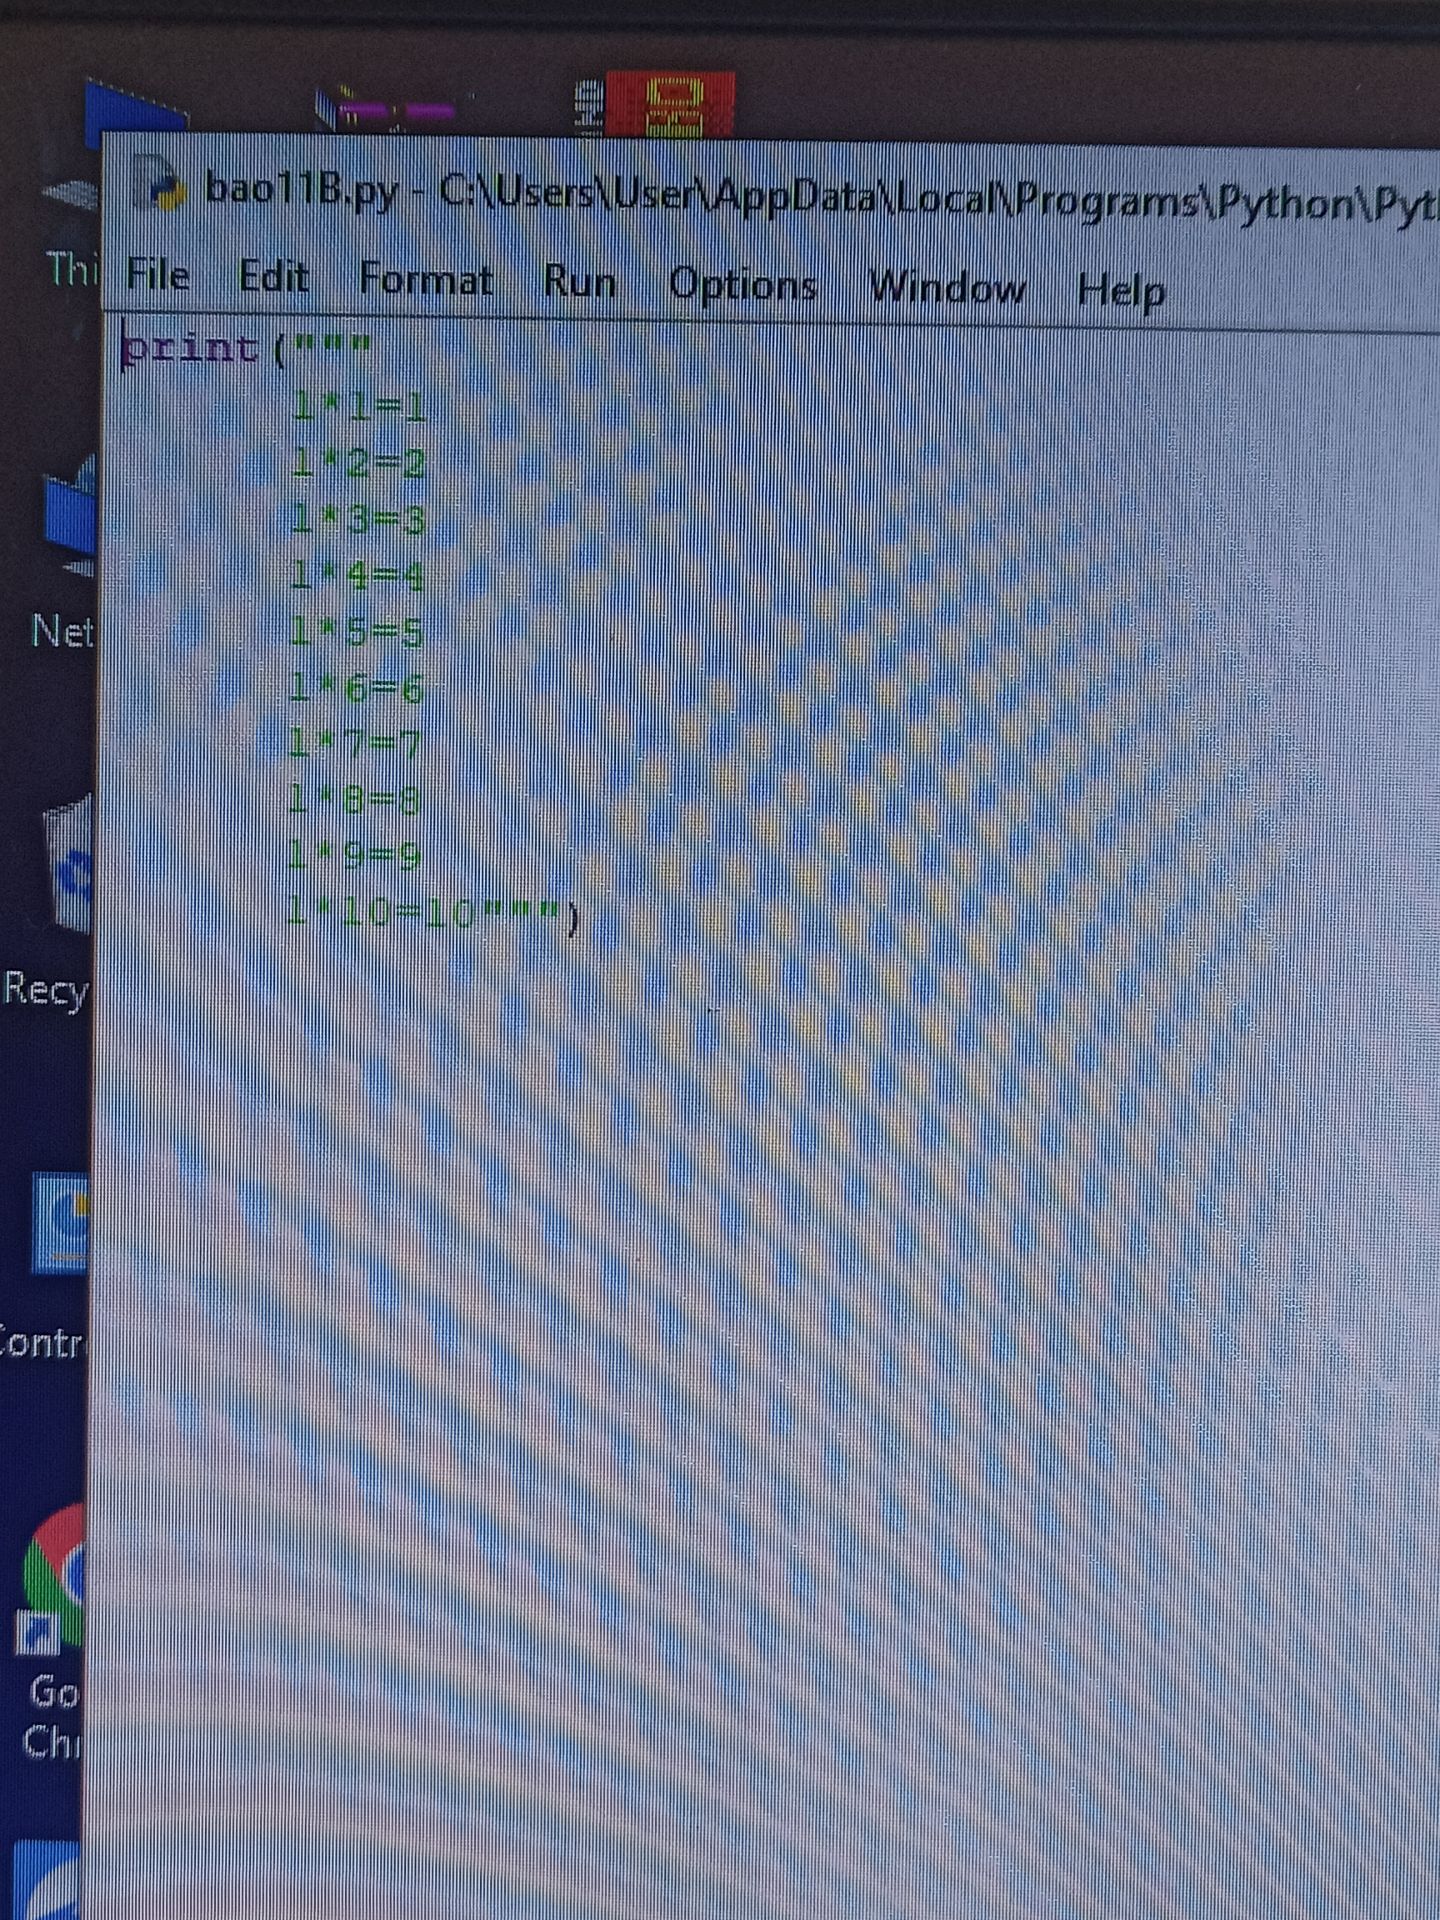 bao11B.py - C:\Users\User\AppData\Local\Programs\Python\Pyt
File Edit Format Run Options Window Help
print("""
1*1=1
1*2=2
1*3=3
1*4=4
1*5=5
1*6=6
1*7=7
1*8=8
1*9=9
1*10=10""")
Thi
Net
Recy
Contr
Go
Chr